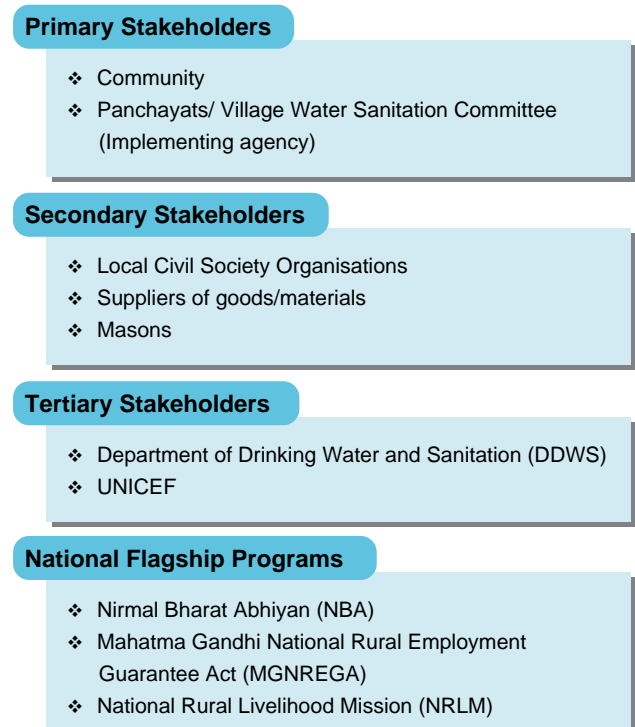 Primary Stakeholders
❖ Community
❖ Panchayats/ Village Water Sanitation Committee
(Implementing agency)
Secondary Stakeholders
❖ Local Civil Society Organisations
❖ Suppliers of goods/materials
❖ Masons
Tertiary Stakeholders
❖ Department of Drinking Water and Sanitation (DDWS)
❖ UNICEF
National Flagship Programs
❖ Nirmal Bharat Abhiyan (NBA)
❖ Mahatma Gandhi National Rural Employment
Guarantee Act (MGNREGA)
❖ National Rural Livelihood Mission (NRLM)